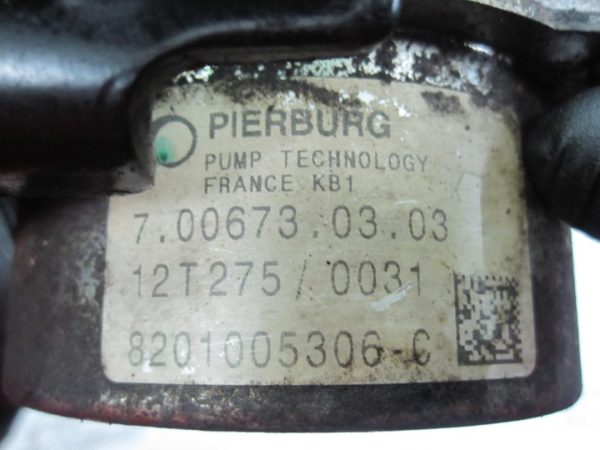 PIERBURG
PUMP TECHNOLOGY
FRANCE KB1
7.00673.03.03
12T275/0031
8201005306-C